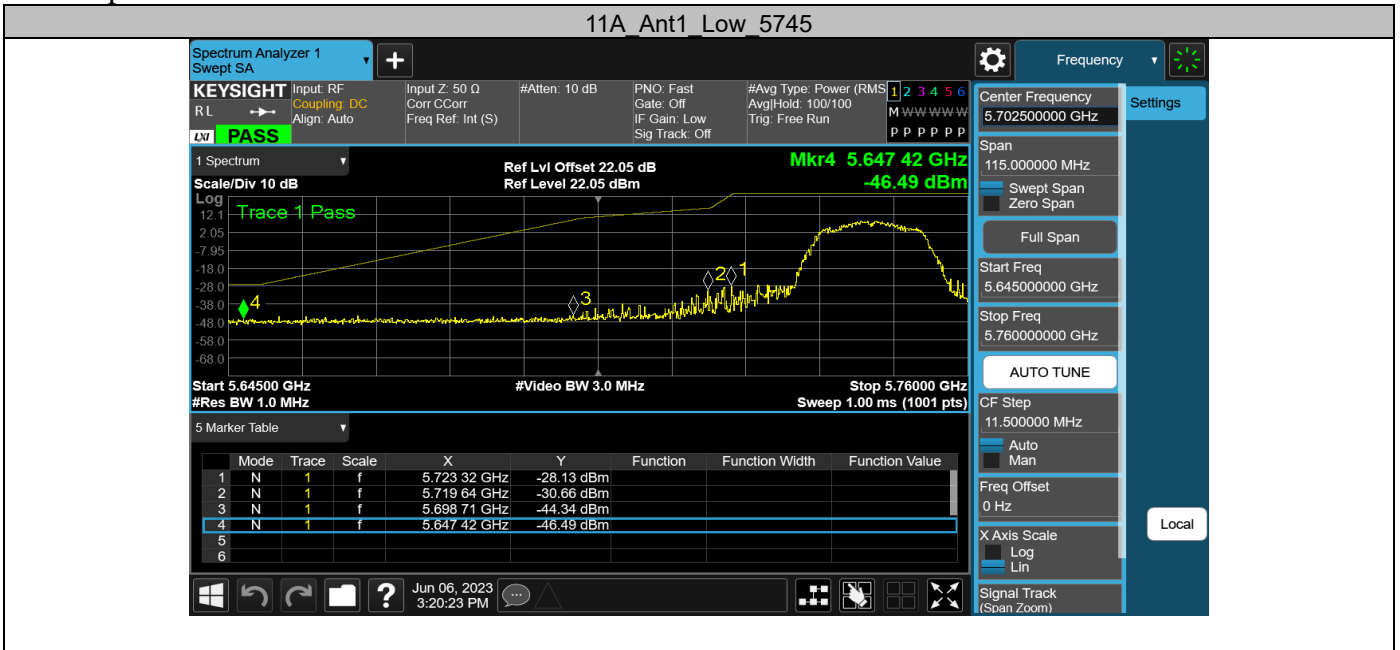 11A_Ant1_Low_5745
Spectrum Analyzer 1
Swept SA
Frequency
KEYSIGHT
R L
LXI PASS
Input: RF
Coupling: DC
Align: Auto
Input Z: 50 Ω
Corr CCorr
Freq Ref: Int (S)
#Atten: 10 dB
PNO: Fast
Gate: Off
IF Gain: Low
Sig Track: Off
#Avg Type: Power (RMS
Avg|Hold: 100/100
Trig: Free Run
1 2 3 4 5 6
M W W W W W
P P P P P P
1 Spectrum
Scale/Div 10 dB
Ref Lvl Offset 22.05 dB
Ref Level 22.05 dBm
Mkr4 5.647 42 GHz
-46.49 dBm
Log
Trace 1 Pass
12.1
2.05
-7.95
-18.0
-28.0
-38.0
-48.0
-58.0
-68.0
4
3
2
1
Start 5.64500 GHz
#Video BW 3.0 MHz
Stop 5.76000 GHz
#Res BW 1.0 MHz
Sweep 1.00 ms (1001 pts)
5 Marker Table
Mode Trace Scale X Y Function Function Width Function Value
1 N 1 f 5.723 32 GHz -28.13 dBm
2 N 1 f 5.719 64 GHz -30.66 dBm
3 N 1 f 5.698 71 GHz -44.34 dBm
4 N 1 f 5.647 42 GHz -46.49 dBm
5
6
Jun 06, 2023
3:20:23 PM
Center Frequency
5.702500000 GHz
Span
115.000000 MHz
Swept Span
Zero Span
Full Span
Start Freq
5.645000000 GHz
Stop Freq
5.760000000 GHz
AUTO TUNE
CF Step
11.500000 MHz
Auto
Man
Freq Offset
0 Hz
X Axis Scale
Log
Lin
Signal Track
(Span Zoom)
Settings
Local